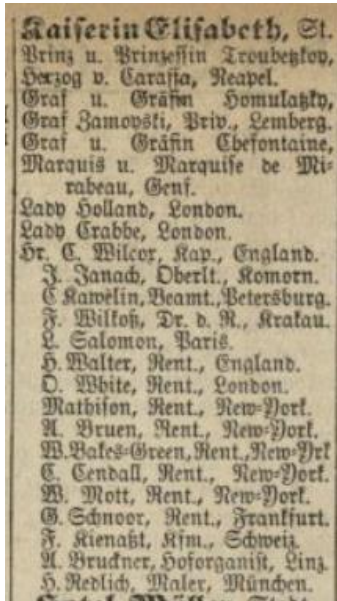 Kaiserin Elisabeth, St.
Prinz u. Prinzessin Troubetzkoy,
Herzog v. Caraffa, Neapel.
Graf u. Gräfin Homulatzky,
Graf Zamoyski, Priv., Lemberg.
Graf u. Gräfin Chefontaine,
Marquis u. Marquise de Mi-
rabeau, Genf.
Lady Holland, London.
Lady Crabbe, London.
Hr. C. Wilcox, Kap., England.
J. Janach, Oberlt., Komorn.
C Kawelin, Beamt., Petersburg.
F. Wilkoß, Dr. d. R., Krakau.
L. Salomon, Paris.
H. Walter, Rent., England.
O. White, Rent., London.
Mathison, Rent., New-York.
A. Bruen, Rent., New-York.
W. Bakes-Green, Rent., New-Yrk
C. Cendall, Rent., New-York.
W. Mott, Rent., New-York.
G. Schnoor, Rent., Frankfurt.
F. Kienaßt, Kfm., Schweiz.
A. Bruckner, Hoforganist, Linz.
H. Redlich, Maler, München.